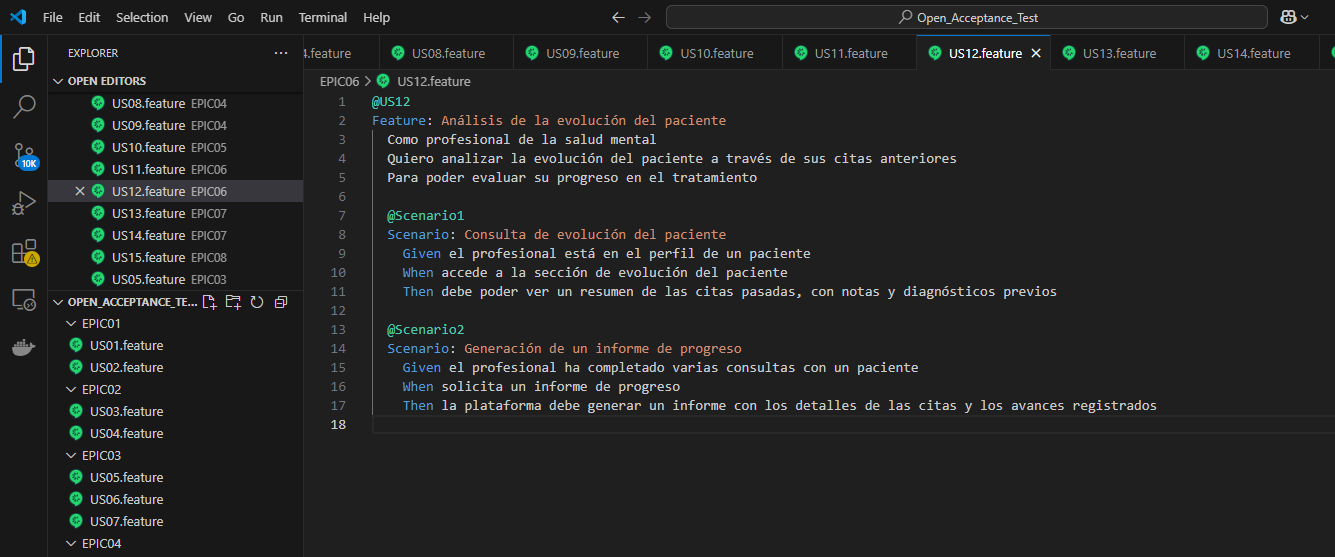 File Edit Selection View Go Run Terminal Help
Open_Acceptance_Test
EXPLORER
OPEN EDITORS
US08.feature EPIC04
US09.feature EPIC04
US10.feature EPIC05
US11.feature EPIC06
US12.feature EPIC06
US13.feature EPIC07
US14.feature EPIC07
US15.feature EPIC08
US05.feature EPIC03
10K
OPEN_ACCEPTANCE_TE...
EPIC01
US01.feature
US02.feature
EPIC02
US03.feature
US04.feature
EPIC03
US05.feature
US06.feature
US07.feature
EPIC04
4.feature US08.feature US09.feature US10.feature US11.feature US12.feature US13.feature US14.feature
EPIC06 > US12.feature
1 @US12
2 Feature: Análisis de la evolución del paciente
3 Como profesional de la salud mental
4 Quiero analizar la evolución del paciente a través de sus citas anteriores
5 Para poder evaluar su progreso en el tratamiento
6
7 @Scenario1
8 Scenario: Consulta de evolución del paciente
9 Given el profesional está en el perfil de un paciente
10 When accede a la sección de evolución del paciente
11 Then debe poder ver un resumen de las citas pasadas, con notas y diagnósticos previos
12
13 @Scenario2
14 Scenario: Generación de un informe de progreso
15 Given el profesional ha completado varias consultas con un paciente
16 When solicita un informe de progreso
17 Then la plataforma debe generar un informe con los detalles de las citas y los avances registrados
18